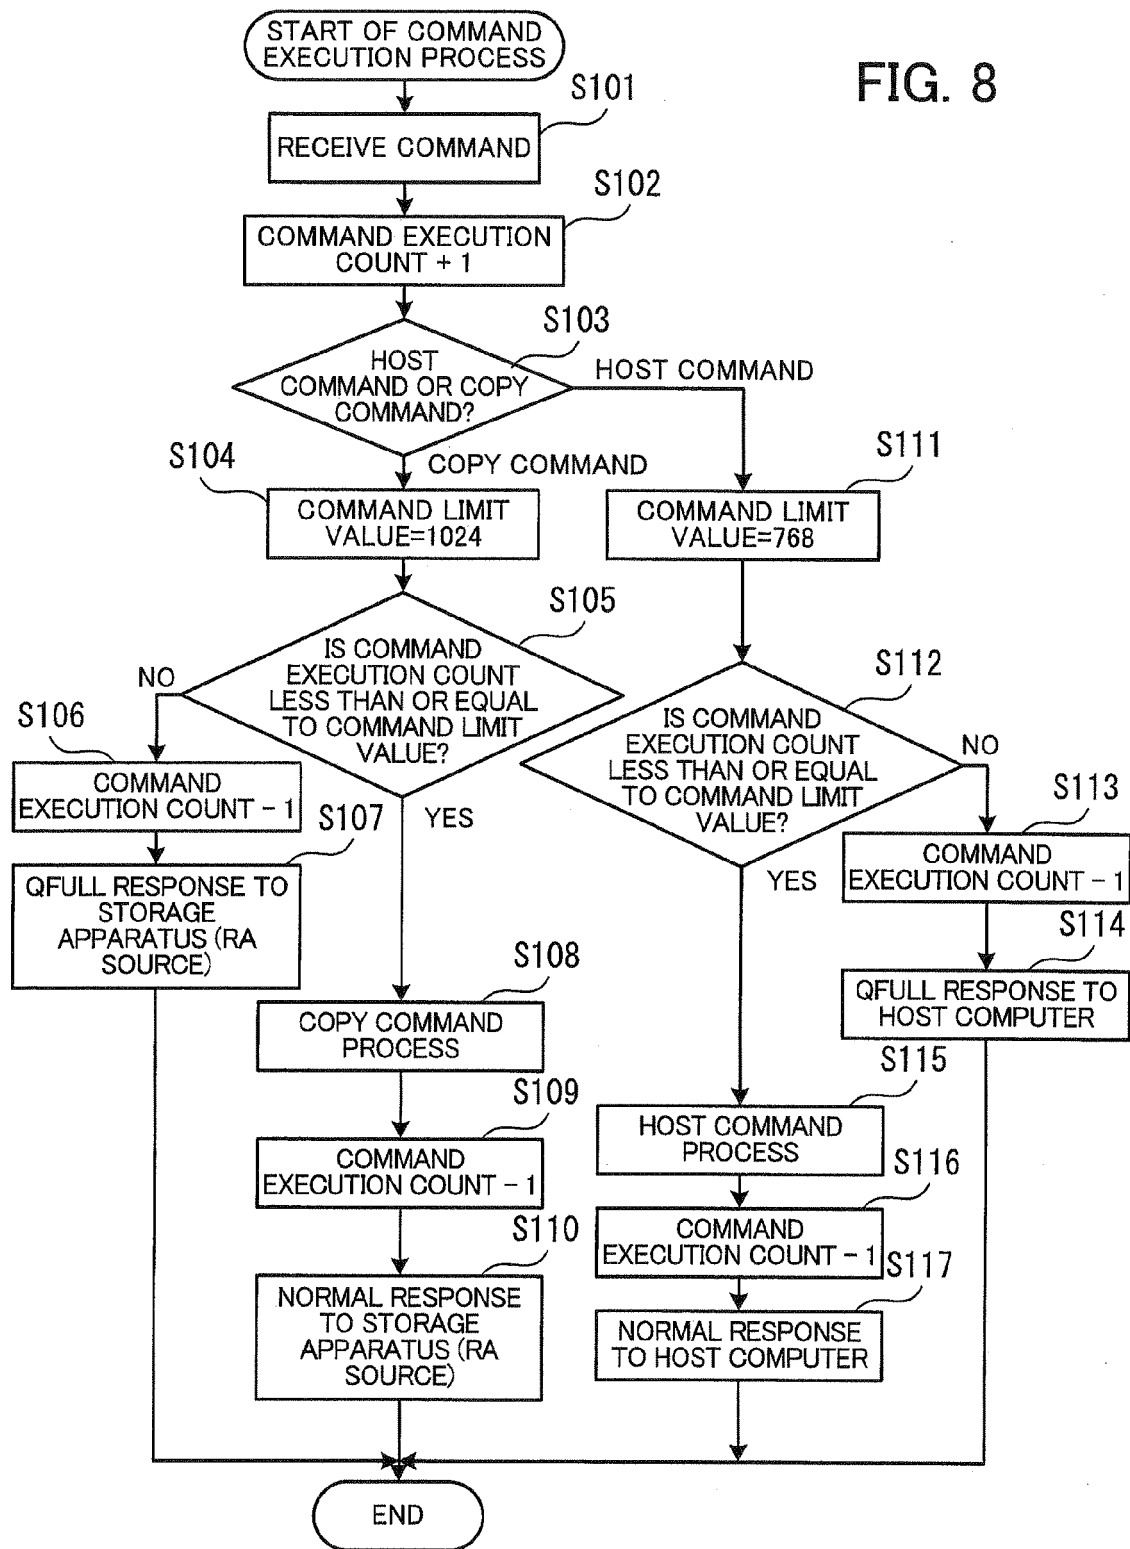 START OF COMMAND
EXECUTION PROCESS
FIG. 8
S101
RECEIVE COMMAND
S102
COMMAND EXECUTION
COUNT + 1
S103
HOST
COMMAND OR COPY
COMMAND?
HOST COMMAND
COPY COMMAND
S104
COMMAND LIMIT
VALUE=1024
S111
COMMAND LIMIT
VALUE=768
S105
IS COMMAND
EXECUTION COUNT
LESS THAN OR EQUAL
TO COMMAND LIMIT
VALUE?
NO
YES
S106
COMMAND
EXECUTION COUNT - 1
S107
QFULL RESPONSE TO
STORAGE
APPARATUS (RA
SOURCE)
S108
COPY COMMAND
PROCESS
S109
COMMAND
EXECUTION COUNT - 1
S110
NORMAL RESPONSE
TO STORAGE
APPARATUS (RA
SOURCE)
S112
IS COMMAND
EXECUTION COUNT
LESS THAN OR EQUAL
TO COMMAND LIMIT
VALUE?
NO
YES
S113
COMMAND
EXECUTION COUNT - 1
S114
QFULL RESPONSE TO
HOST COMPUTER
S115
HOST COMMAND
PROCESS
S116
COMMAND
EXECUTION COUNT - 1
S117
NORMAL RESPONSE
TO HOST COMPUTER
END